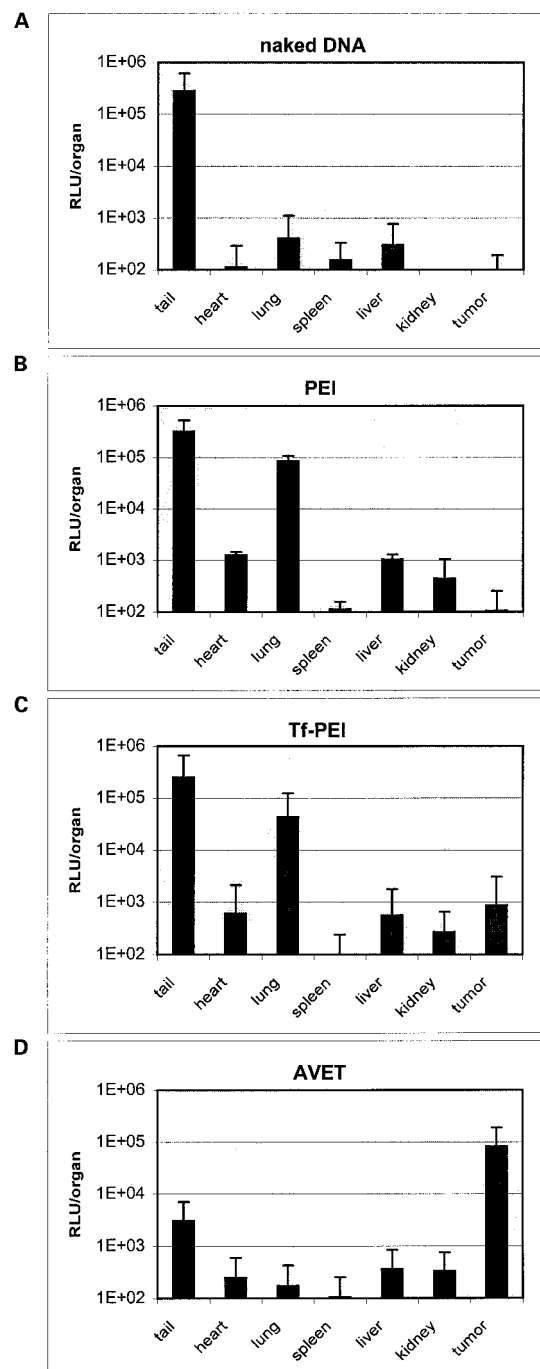 A
naked DNA
RLU/organ
1E+06
1E+05
1E+04
1E+03
1E+02
tail
heart
lung
spleen
liver
kidney
tumor
B
PEI
RLU/organ
1E+06
1E+05
1E+04
1E+03
1E+02
tail
heart
lung
spleen
liver
kidney
tumor
C
Tf-PEI
RLU/organ
1E+06
1E+05
1E+04
1E+03
1E+02
tail
heart
lung
spleen
liver
kidney
tumor
D
AVET
RLU/organ
1E+06
1E+05
1E+04
1E+03
1E+02
tail
heart
lung
spleen
liver
kidney
tumor